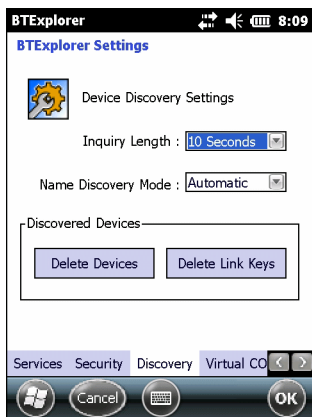 BTExplorer 8:09
BTExplorer Settings
Device Discovery Settings
Inquiry Length : 10 Seconds
Name Discovery Mode : Automatic
Discovered Devices
Delete Devices Delete Link Keys
Services Security Discovery Virtual CO
Cancel OK